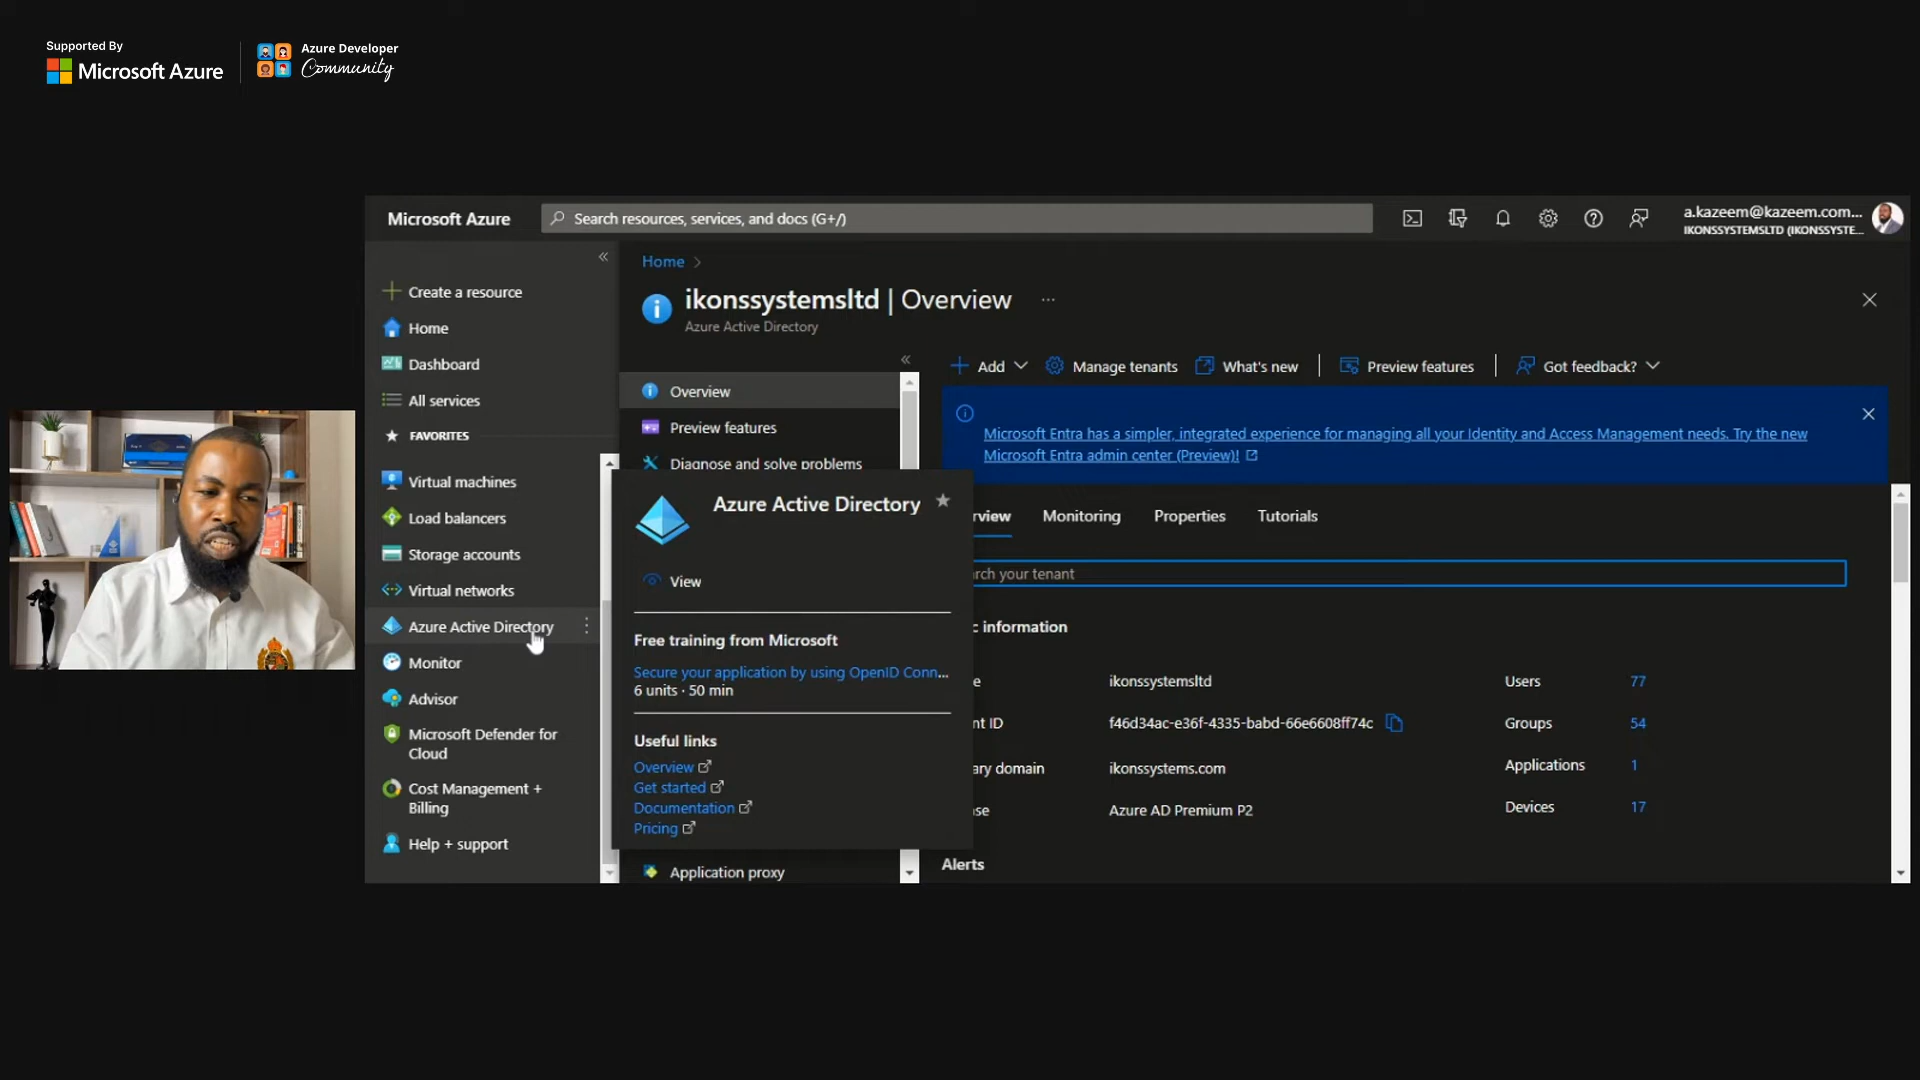 Supported By
Microsoft Azure
Azure Developer
Community
Microsoft Azure
Search resources, services, and docs (G+/)
a.kazeem@kazeem.com...
IKONSSYSTEMSLTD (IKONSSYSTE...
Create a resource
Home
Dashboard
All services
FAVORITES
Virtual machines
Load balancers
Storage accounts
Virtual networks
Azure Active Directory
Monitor
Advisor
Microsoft Defender for
Cloud
Cost Management +
Billing
Help + support
Home
ikonssystemsltd | Overview
Azure Active Directory
Overview
Preview features
Diagnose and solve problems
Azure Active Directory
View
Free training from Microsoft
Secure your application by using OpenID Conn...
6 units · 50 min
Useful links
Overview
Get started
Documentation
Pricing
Application proxy
Add
Manage tenants
What's new
Preview features
Got feedback?
Microsoft Entra has a simpler, integrated experience for managing all your Identity and Access Management needs. Try the new
Microsoft Entra admin center (Preview)!
rview
Monitoring
Properties
Tutorials
rch your tenant
c information
e
ikonssystemsltd
Users
77
nt ID
f46d34ac-e36f-4335-babd-66e6608ff74c
Groups
54
ary domain
ikonssystems.com
Applications
1
se
Azure AD Premium P2
Devices
17
Alerts